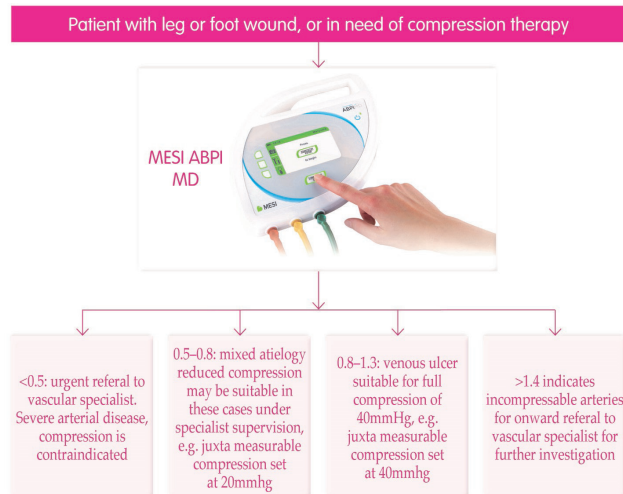 Patient with leg or foot wound, or in need of compression therapy
MESI ABPI
MD
ABPI
MESI
<0.5: urgent referal to
vascular specialist.
Severe arterial disease,
compression is
contraindicated
0.5–0.8: mixed atielogy
reduced compression
may be suitable in
these cases under
specialist supervision,
e.g. juxta measurable
compression set
at 20mmhg
0.8–1.3: venous ulcer
suitable for full
compression of
40mmHg, e.g.
juxta measurable
compression set
at 40mmhg
>1.4 indicates
incompressable arteries
for onward referal to
vascular specialist for
further investigation